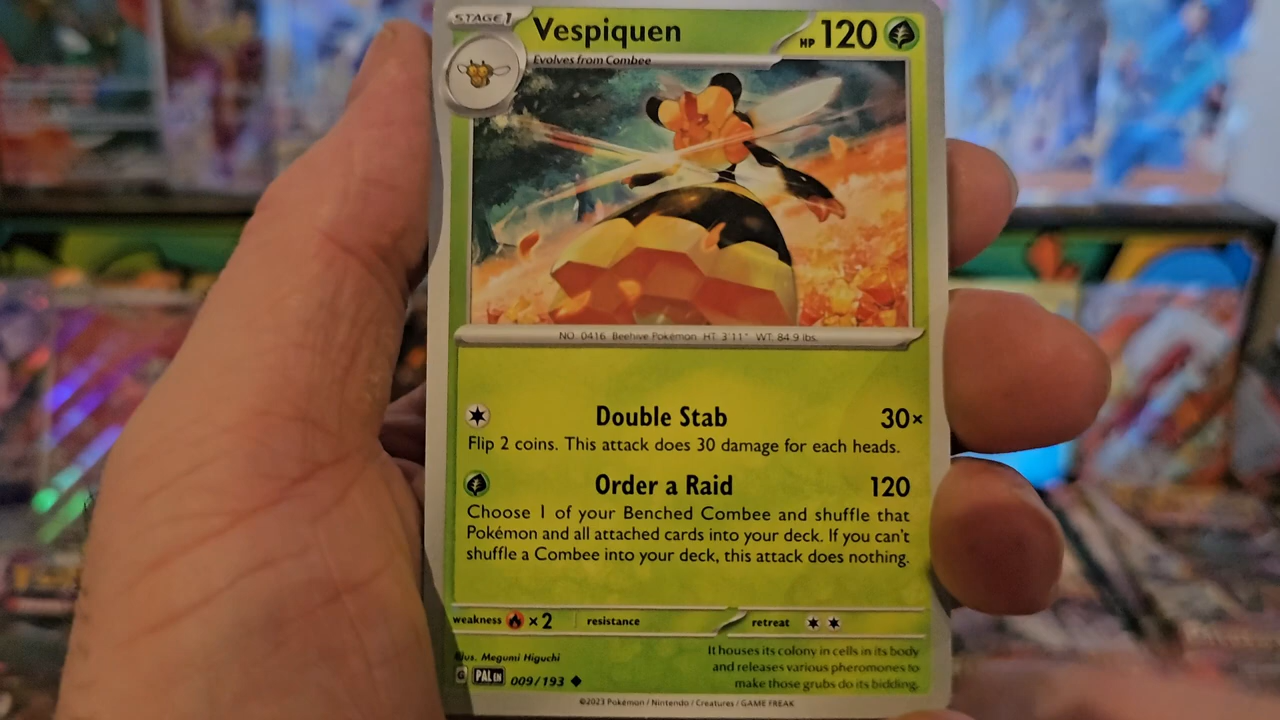 STAGE 1
Vespiquen
HP 120
Evolves from Combee
NO. 0416 Beehive Pokémon HT: 3'11" WT: 84.9 lbs.
Double Stab 30×
Flip 2 coins. This attack does 30 damage for each heads.
Order a Raid 120
Choose 1 of your Benched Combee and shuffle that
Pokémon and all attached cards into your deck. If you can't
shuffle a Combee into your deck, this attack does nothing.
weakness ×2 resistance retreat
Illus. Megumi Higuchi
It houses its colony in cells in its body
and releases various pheromones to
make those grubs do its bidding.
G PAL EN 009/193
©2023 Pokémon / Nintendo / Creatures / GAME FREAK